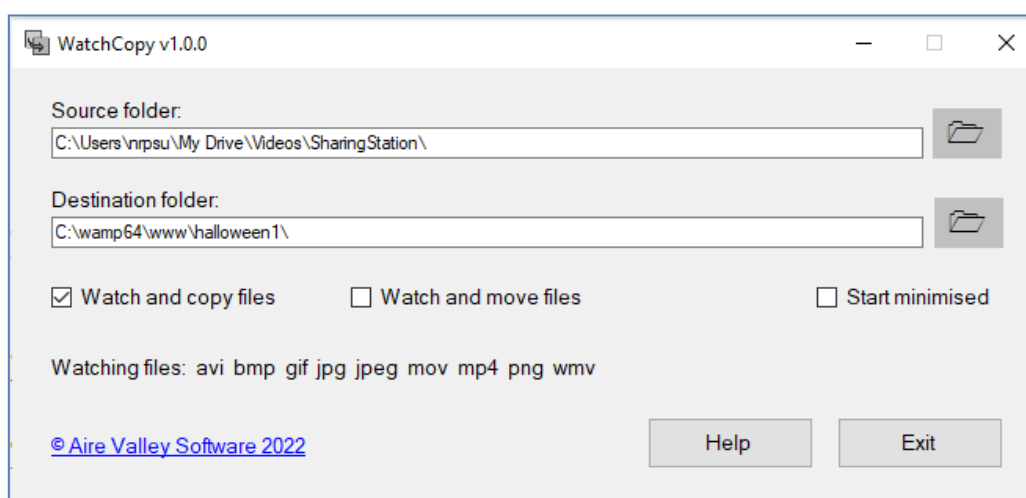 WatchCopy v1.0.0
Source folder:
C:\Users\nrpsu\My Drive\Videos\SharingStation\
Destination folder:
C:\wamp64\www\halloween1\
Watch and copy files Watch and move files Start minimised
Watching files: avi bmp gif jpg jpeg mov mp4 png wmv
© Aire Valley Software 2022 Help Exit